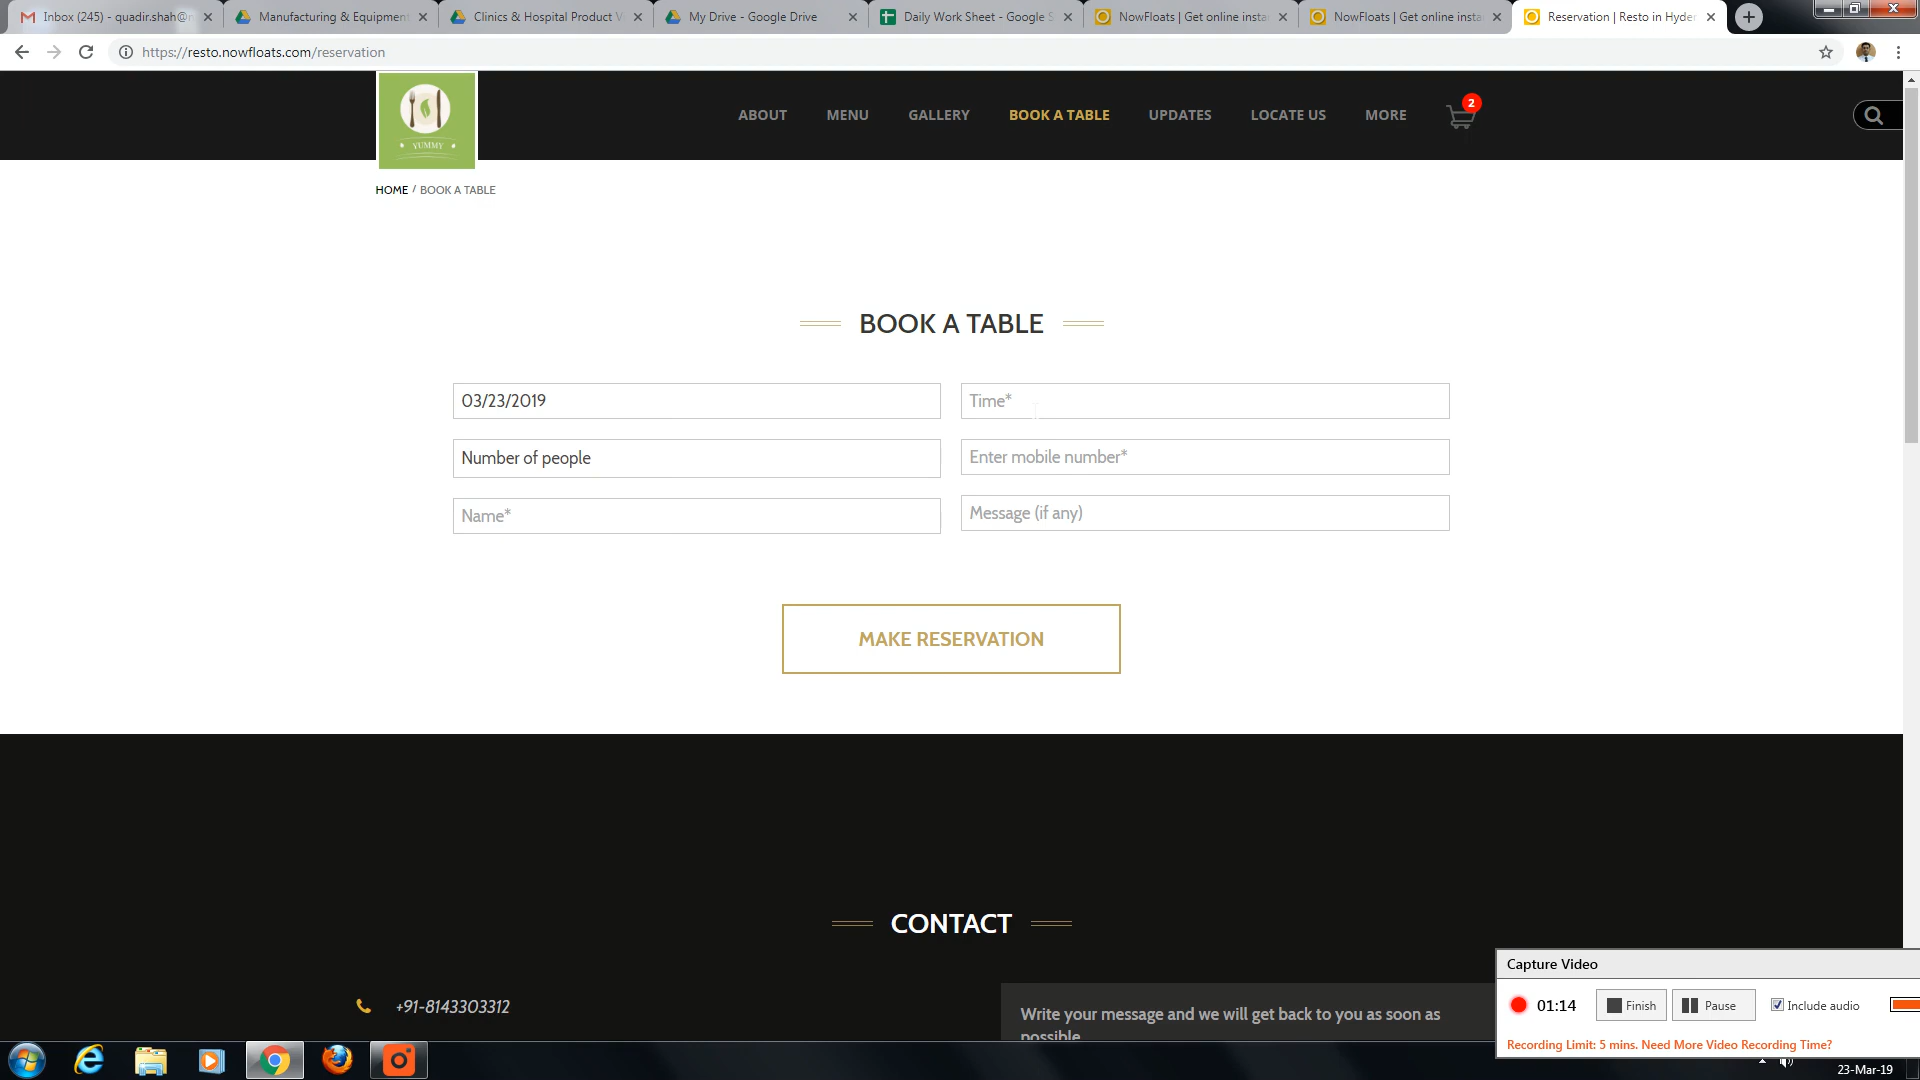 Inbox (245) - quadir.shah@r
Manufacturing & Equipment
Clinics & Hospital Product V
My Drive - Google Drive
Daily Work Sheet - Google S
NowFloats | Get online insta
NowFloats | Get online insta
Reservation | Resto in Hyder
https://resto.nowfloats.com/reservation
YUMMY
ABOUT
MENU
GALLERY
BOOK A TABLE
UPDATES
LOCATE US
MORE
2
HOME / BOOK A TABLE
BOOK A TABLE
03/23/2019
Time*
Number of people
Enter mobile number*
Name*
Message (if any)
MAKE RESERVATION
CONTACT
+91-8143303312
Write your message and we will get back to you as soon as
possible
Capture Video
01:14
Finish
Pause
Include audio
Recording Limit: 5 mins. Need More Video Recording Time?
23-Mar-19